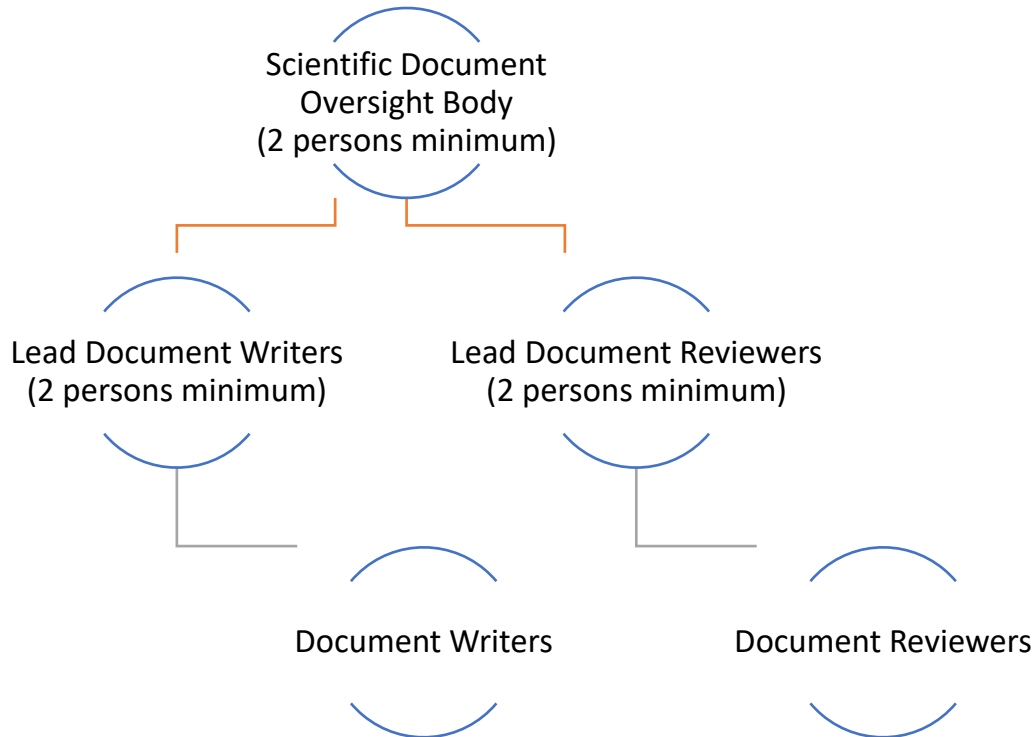 Scientific Document
Oversight Body
(2 persons minimum)
Lead Document Writers
(2 persons minimum)
Lead Document Reviewers
(2 persons minimum)
Document Writers
Document Reviewers